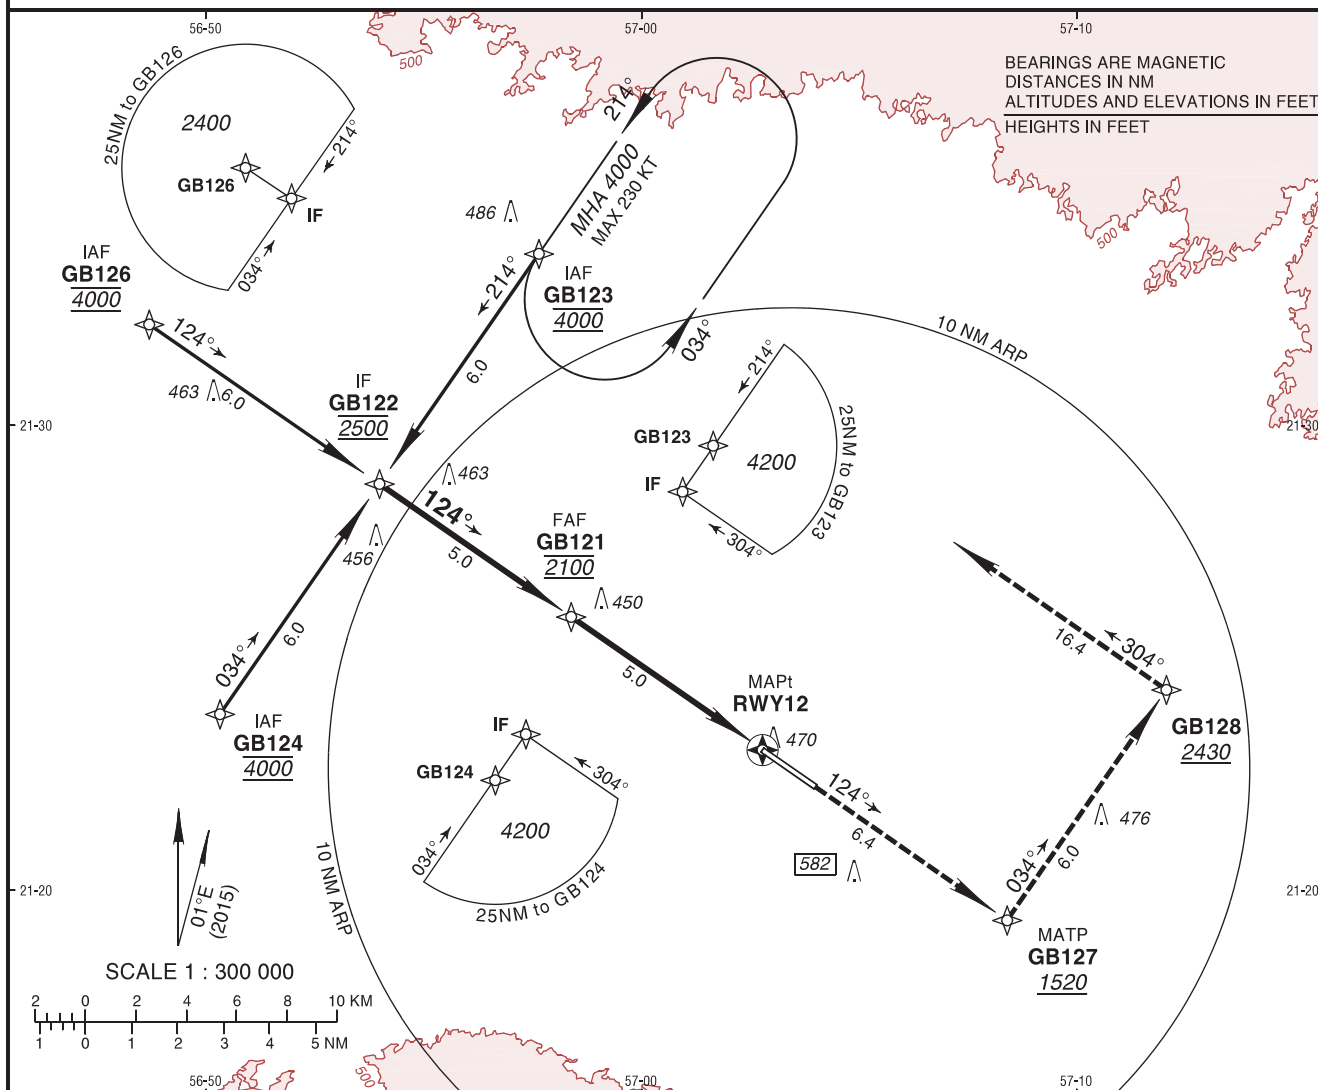 56-50
57-00
57-10
500
BEARINGS ARE MAGNETIC
DISTANCES IN NM
ALTITUDES AND ELEVATIONS IN FEET
HEIGHTS IN FEET
25NM to GB126
2400
214°
GB126
IF
034°
214°
MHA 4000
MAX 230 KT
486
500
IAF
GB126
4000
124°
463
6.0
214°
IAF
GB123
4000
034°
6.0
10 NM ARP
IF
GB122
2500
214°
GB123
4200
IF
304°
25NM to GB123
21-30
21-30
463
124°
5.0
456
FAF
GB121
2100
450
5.0
034°
6.0
IAF
GB124
4000
16.4
304°
GB128
2430
MAPt
RWY12
470
IF
GB124
304°
4200
034°
25NM to GB124
124°
6.4
582
476
034°
6.0
10 NM ARP
21-20
21-20
01°E
(2015)
MATP
GB127
1520
SCALE 1 : 300 000
2 0 2 4 6 8 10 KM
1 0 1 2 3 4 5 NM
500
56-50
57-00
57-10